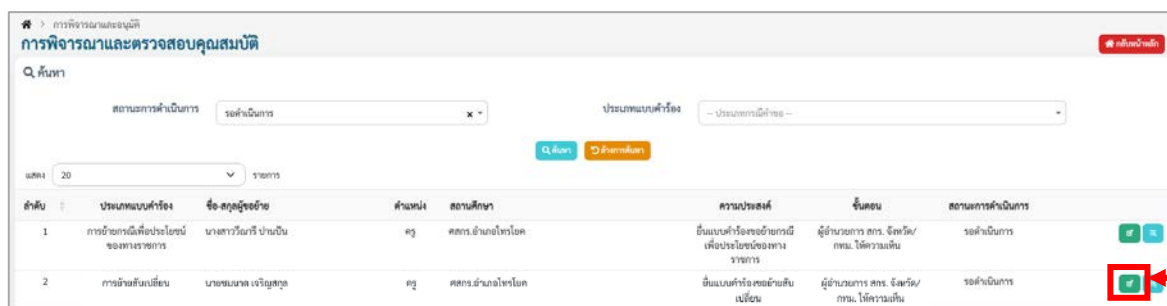 การพิจารณาและอนุมัติ
การพิจารณาและตรวจสอบคุณสมบัติ
กลับหน้าหลัก
ค้นหา
สถานะการดำเนินการ รอดำเนินการ x ประเภทแบบคำร้อง -- ประเภทกรณีคำขอ --
ค้นหา ล้างการค้นหา
แสดง 20 รายการ
ลำดับ ประเภทแบบคำร้อง ชื่อ-สกุลผู้ขอย้าย ตำแหน่ง สถานศึกษา ความประสงค์ ขั้นตอน สถานะการดำเนินการ
1 การย้ายกรณีเพื่อประโยชน์ นางสาววีณารี ปานปั้น ครู ศสกร.อำเภอไทรโยค ยื่นแบบคำร้องขอย้ายกรณี ผู้อำนวยการ สกร. จังหวัด/ รอดำเนินการ
ของทางราชการ เพื่อประโยชน์ของทาง กทม. ให้ความเห็น
ราชการ
2 การย้ายสับเปลี่ยน เจริญสกุล ครู ศสกร.อำเภอไทรโยค ยื่นแบบคำร้องขอย้ายสับ ผู้อำนวยการ สกร. จังหวัด/ รอดำเนินการ
เปลี่ยน กทม. ให้ความเห็น